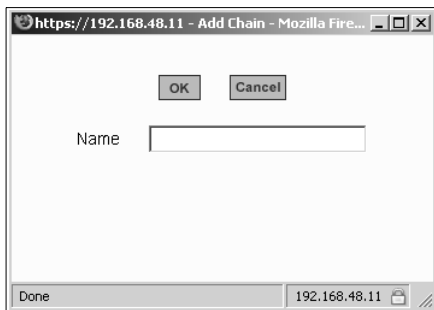 https://192.168.48.11 - Add Chain - Mozilla Fire...
OK Cancel
Name
Done 192.168.48.11